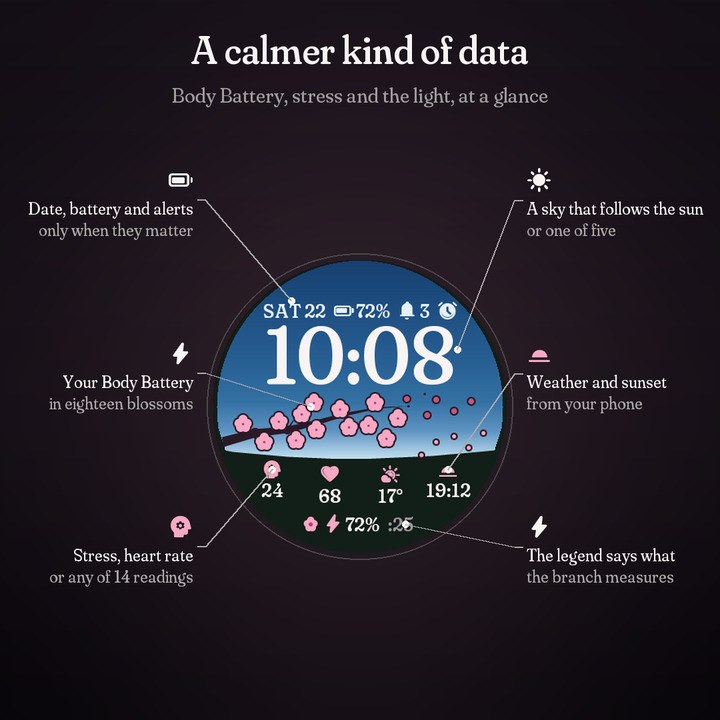 A calmer kind of data
Body Battery, stress and the light, at a glance
Date, battery and alerts
only when they matter
A sky that follows the sun
or one of five
SAT 22 72% 3
10:08
Your Body Battery
in eighteen blossoms
Weather and sunset
from your phone
24 68 17° 19:12
72% :25
Stress, heart rate
or any of 14 readings
The legend says what
the branch measures